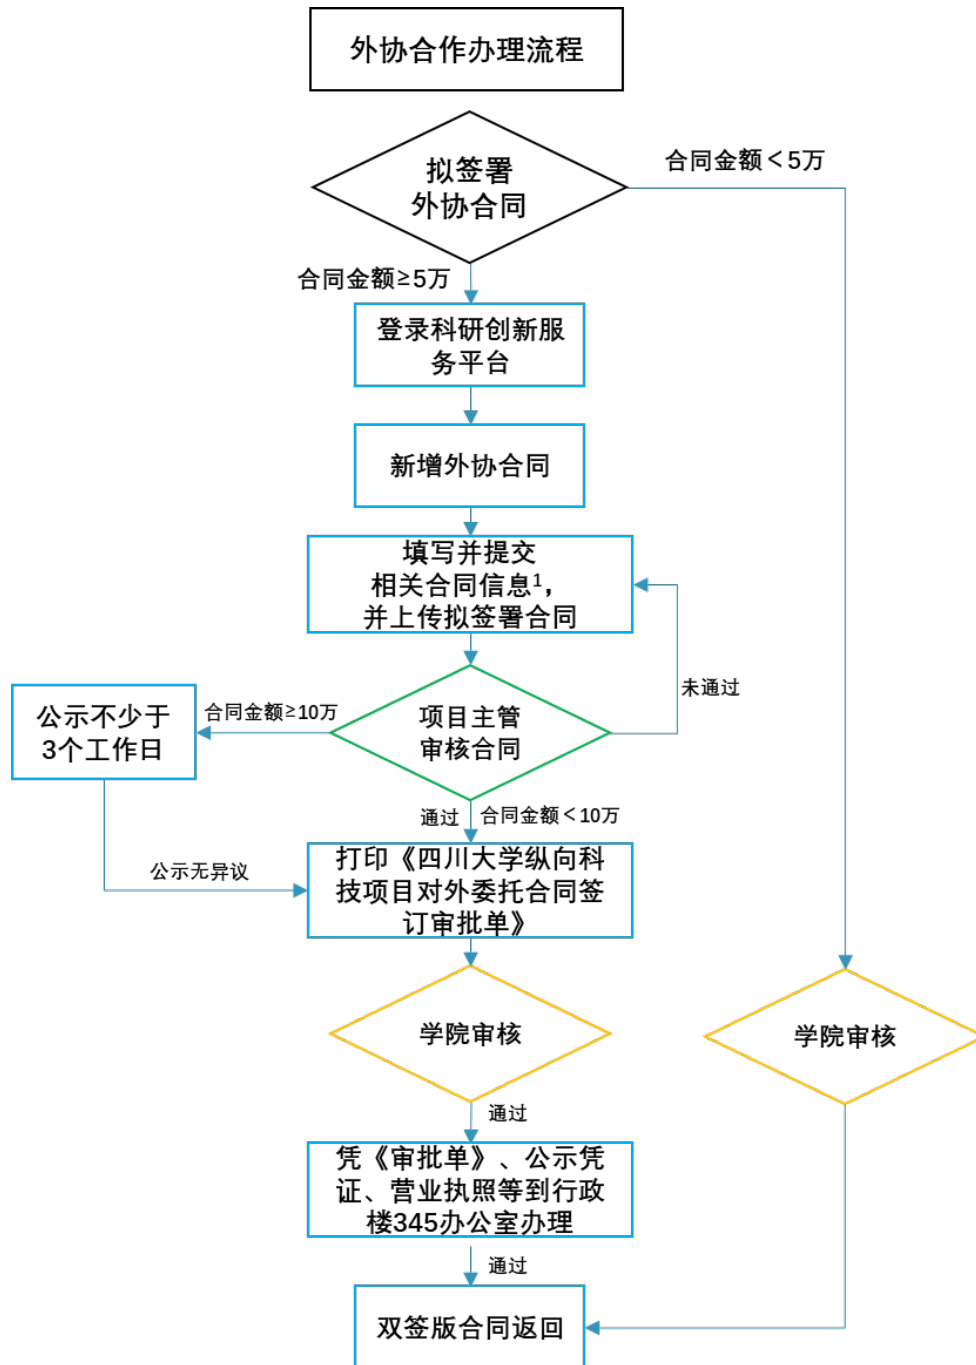 外协合作办理流程
拟签署
外协合同
合同金额＜5万
合同金额≥5万
登录科研创新服
务平台
新增外协合同
填写并提交
相关合同信息¹，
并上传拟签署合同
未通过
公示不少于
3个工作日
合同金额≥10万
项目主管
审核合同
通过
合同金额＜10万
公示无异议
打印《四川大学纵向科
技项目对外委托合同签
订审批单》
学院审核
学院审核
通过
凭《审批单》、公示凭
证、营业执照等到行政
楼345办公室办理
通过
双签版合同返回